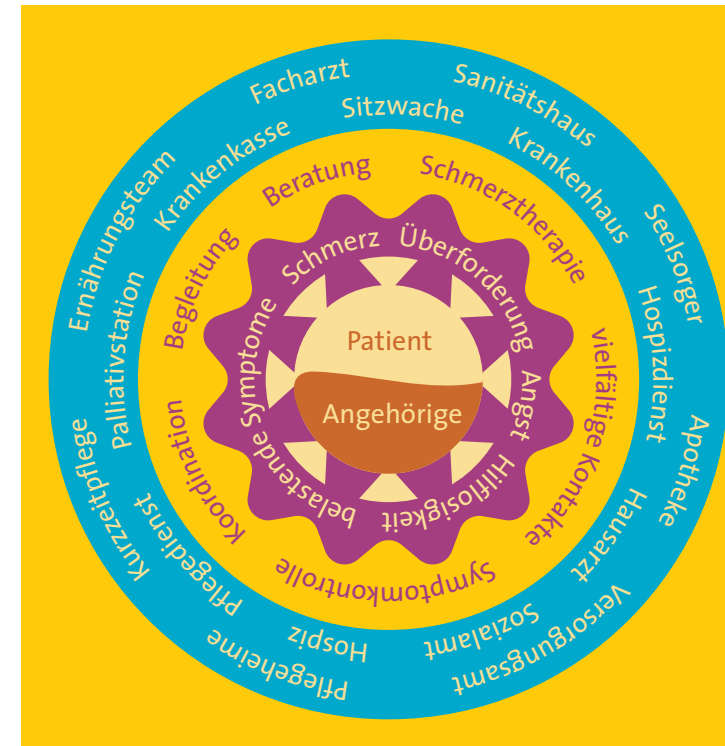 Facharzt
Sanitätshaus
Seelsorger
Apotheke
Versorgungsamt
Pflegeheime
Kurzzeitpflege
Ernährungsteam
Sitzwache
Krankenhaus
Hospizdienst
Hausarzt
Sozialamt
Hospiz
Pflegedienst
Palliativstation
Krankenkasse
Beratung
Schmerztherapie
vielfältige Kontakte
Symptomkontrolle
Koordination
Begleitung
Schmerz
Überforderung
Angst
Hilflosigkeit
belastende Symptome
Patient
Angehörige